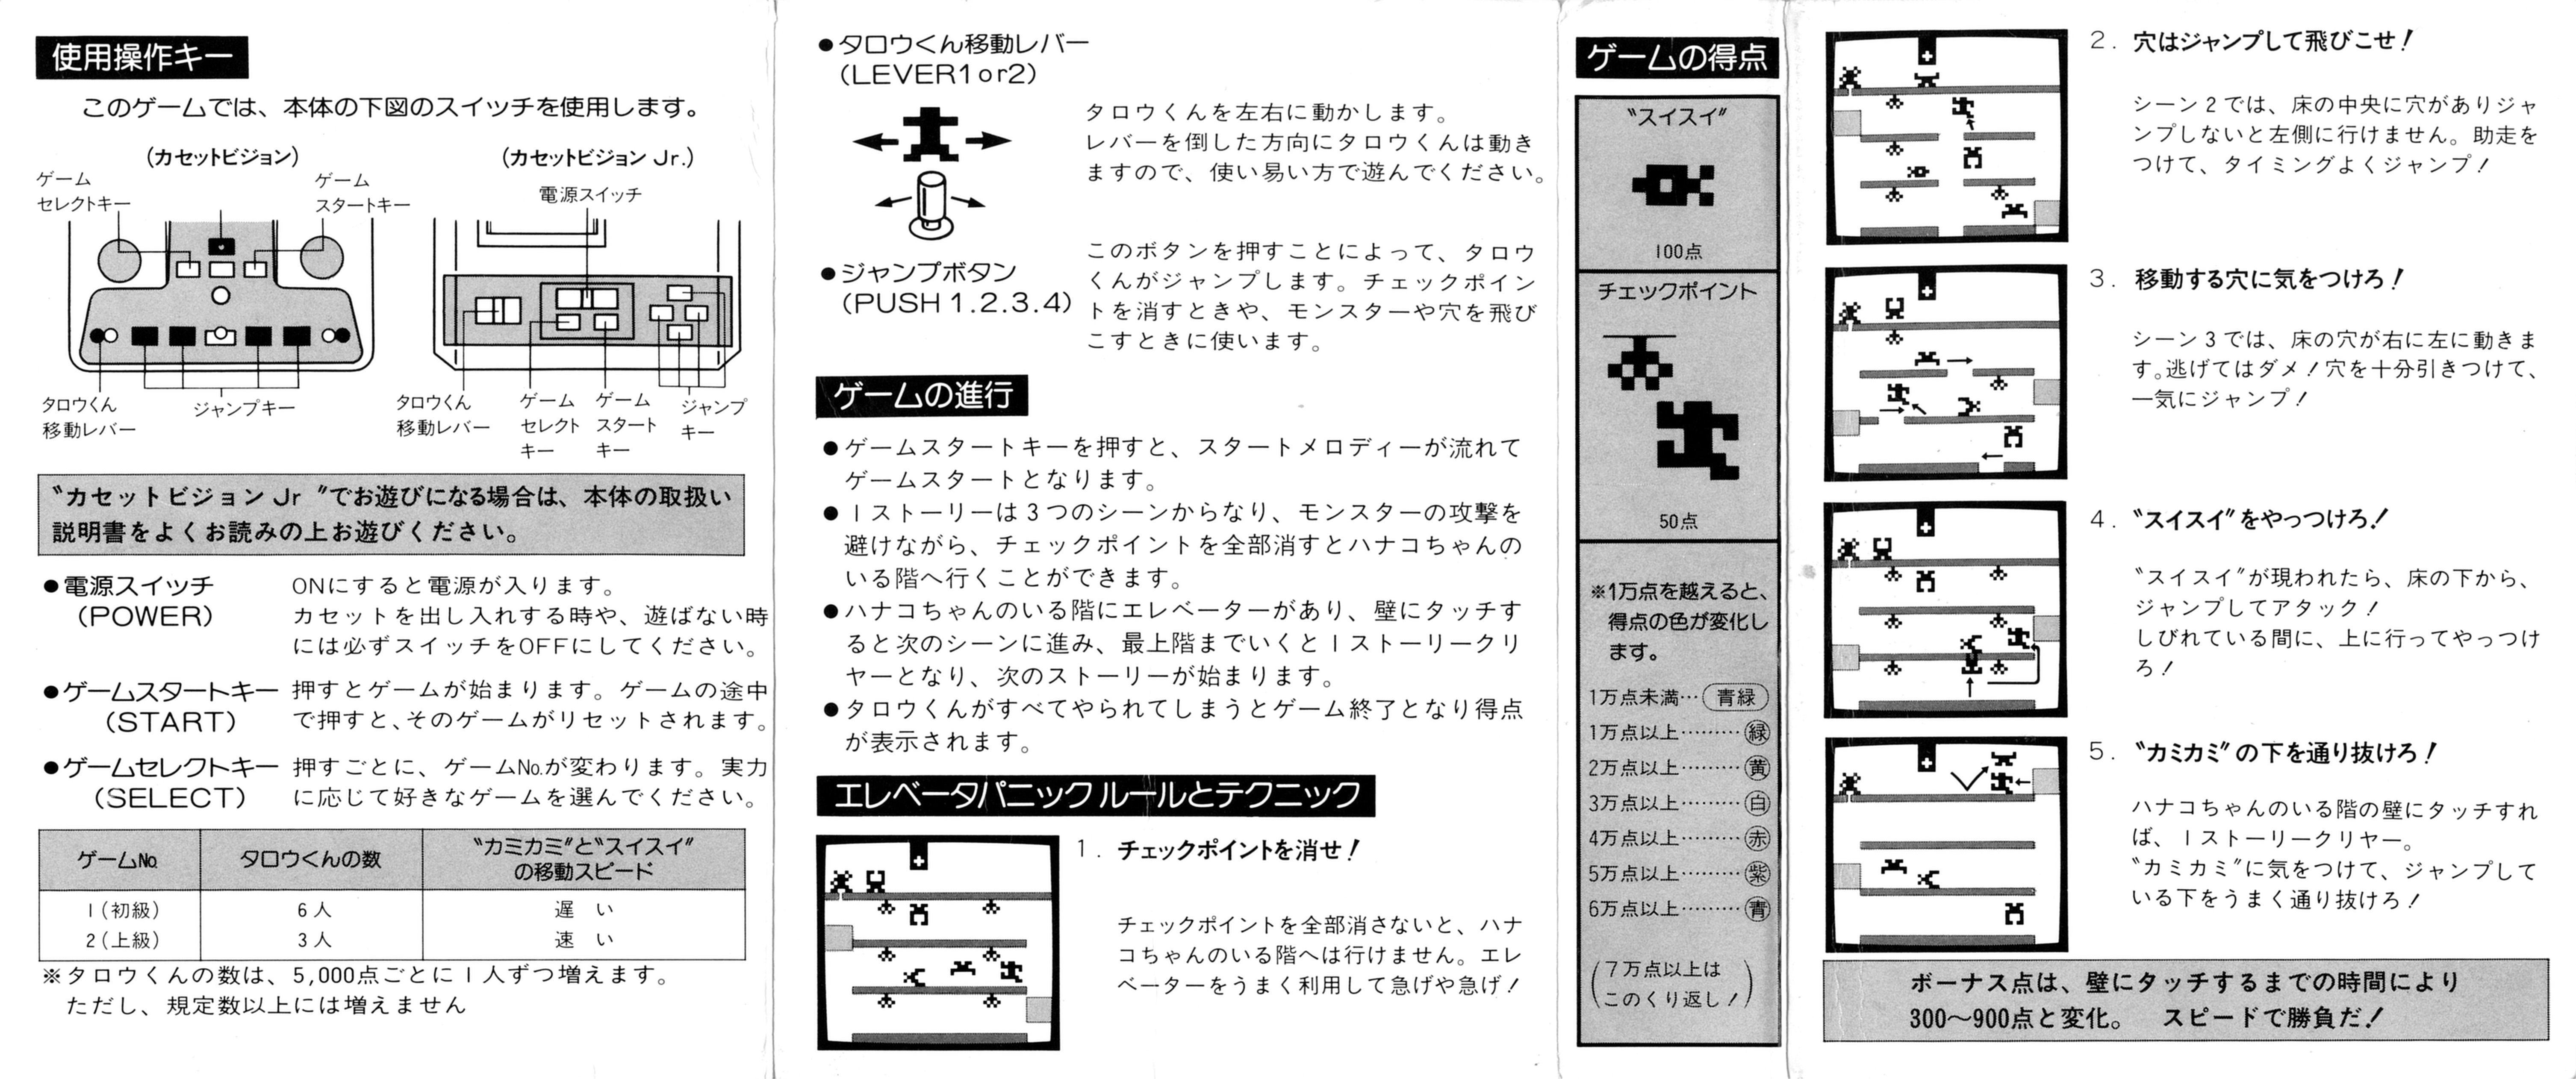 使用操作キー
このゲームでは、本体の下図のスイッチを使用します。
(カセットビジョン)
ゲーム
セレクトキー
ゲーム
スタートキー
タロウくん
移動レバー
ジャンプキー
(カセットビジョン Jr.)
電源スイッチ
タロウくん
移動レバー
ゲーム
セレクト
キー
ゲーム
スタート
キー
ジャンプ
キー
〝カセットビジョン Jr 〞でお遊びになる場合は、本体の取扱い
説明書をよくお読みの上お遊びください。
●電源スイッチ
(POWER)
ONにすると電源が入ります。
カセットを出し入れする時や、遊ばない時
には必ずスイッチをOFFにしてください。
●ゲームスタートキー
(START)
押すとゲームが始まります。ゲームの途中
で押すと、そのゲームがリセットされます。
●ゲームセレクトキー
(SELECT)
押すごとに、ゲームNo.が変わります。実力
に応じて好きなゲームを選んでください。
ゲームNo. タロウくんの数 〝カミカミ〞と〝スイスイ〞
の移動スピード
1(初級) 6人 遅 い
2(上級) 3人 速 い
※タロウくんの数は、5,000点ごとに1人ずつ増えます。
ただし、規定数以上には増えません
●タロウくん移動レバー
(LEVER1or2)
タロウくんを左右に動かします。
レバーを倒した方向にタロウくんは動き
ますので、使い易い方で遊んでください。
●ジャンプボタン
(PUSH 1.2.3.4)
このボタンを押すことによって、タロウ
くんがジャンプします。チェックポイン
トを消すときや、モンスターや穴を飛び
こすときに使います。
ゲームの進行
●ゲームスタートキーを押すと、スタートメロディーが流れて
ゲームスタートとなります。
●1ストーリーは3つのシーンからなり、モンスターの攻撃を
避けながら、チェックポイントを全部消すとハナコちゃんの
いる階へ行くことができます。
●ハナコちゃんのいる階にエレベーターがあり、壁にタッチす
ると次のシーンに進み、最上階までいくと1ストーリークリ
ヤーとなり、次のストーリーが始まります。
●タロウくんがすべてやられてしまうとゲーム終了となり得点
が表示されます。
エレベータパニックルールとテクニック
1. チェックポイントを消せ!
チェックポイントを全部消さないと、ハナ
コちゃんのいる階へは行けません。エレ
ベーターをうまく利用して急げや急げ!
ゲームの得点
〝スイスイ〞
100点
チェックポイント
50点
※1万点を越えると、
得点の色が変化し
ます。
1万点未満…(青緑)
1万点以上………緑
2万点以上………黄
3万点以上………白
4万点以上………赤
5万点以上………紫
6万点以上………青
(7万点以上は
このくり返し!)
2. 穴はジャンプして飛びこせ!
シーン2では、床の中央に穴がありジャ
ンプしないと左側に行けません。助走を
つけて、タイミングよくジャンプ!
3. 移動する穴に気をつけろ!
シーン3では、床の穴が右に左に動きま
す。逃げてはダメ!穴を十分引きつけて、
一気にジャンプ!
4. 〝スイスイ〞をやっつけろ!
〝スイスイ〞が現われたら、床の下から、
ジャンプしてアタック!
しびれている間に、上に行ってやっつけ
ろ!
5. 〝カミカミ〞の下を通り抜けろ!
ハナコちゃんのいる階の壁にタッチすれ
ば、1ストーリークリヤー。
〝カミカミ〞に気をつけて、ジャンプして
いる下をうまく通り抜けろ!
ボーナス点は、壁にタッチするまでの時間により
300〜900点と変化。 スピードで勝負だ!